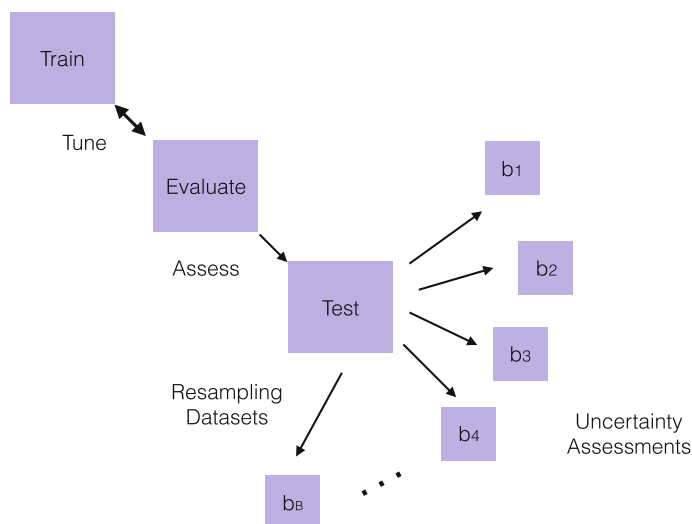 Train
Tune
Evaluate
Assess
Test
b1
b2
b3
b4
Resampling
Datasets
bB
Uncertainty
Assessments